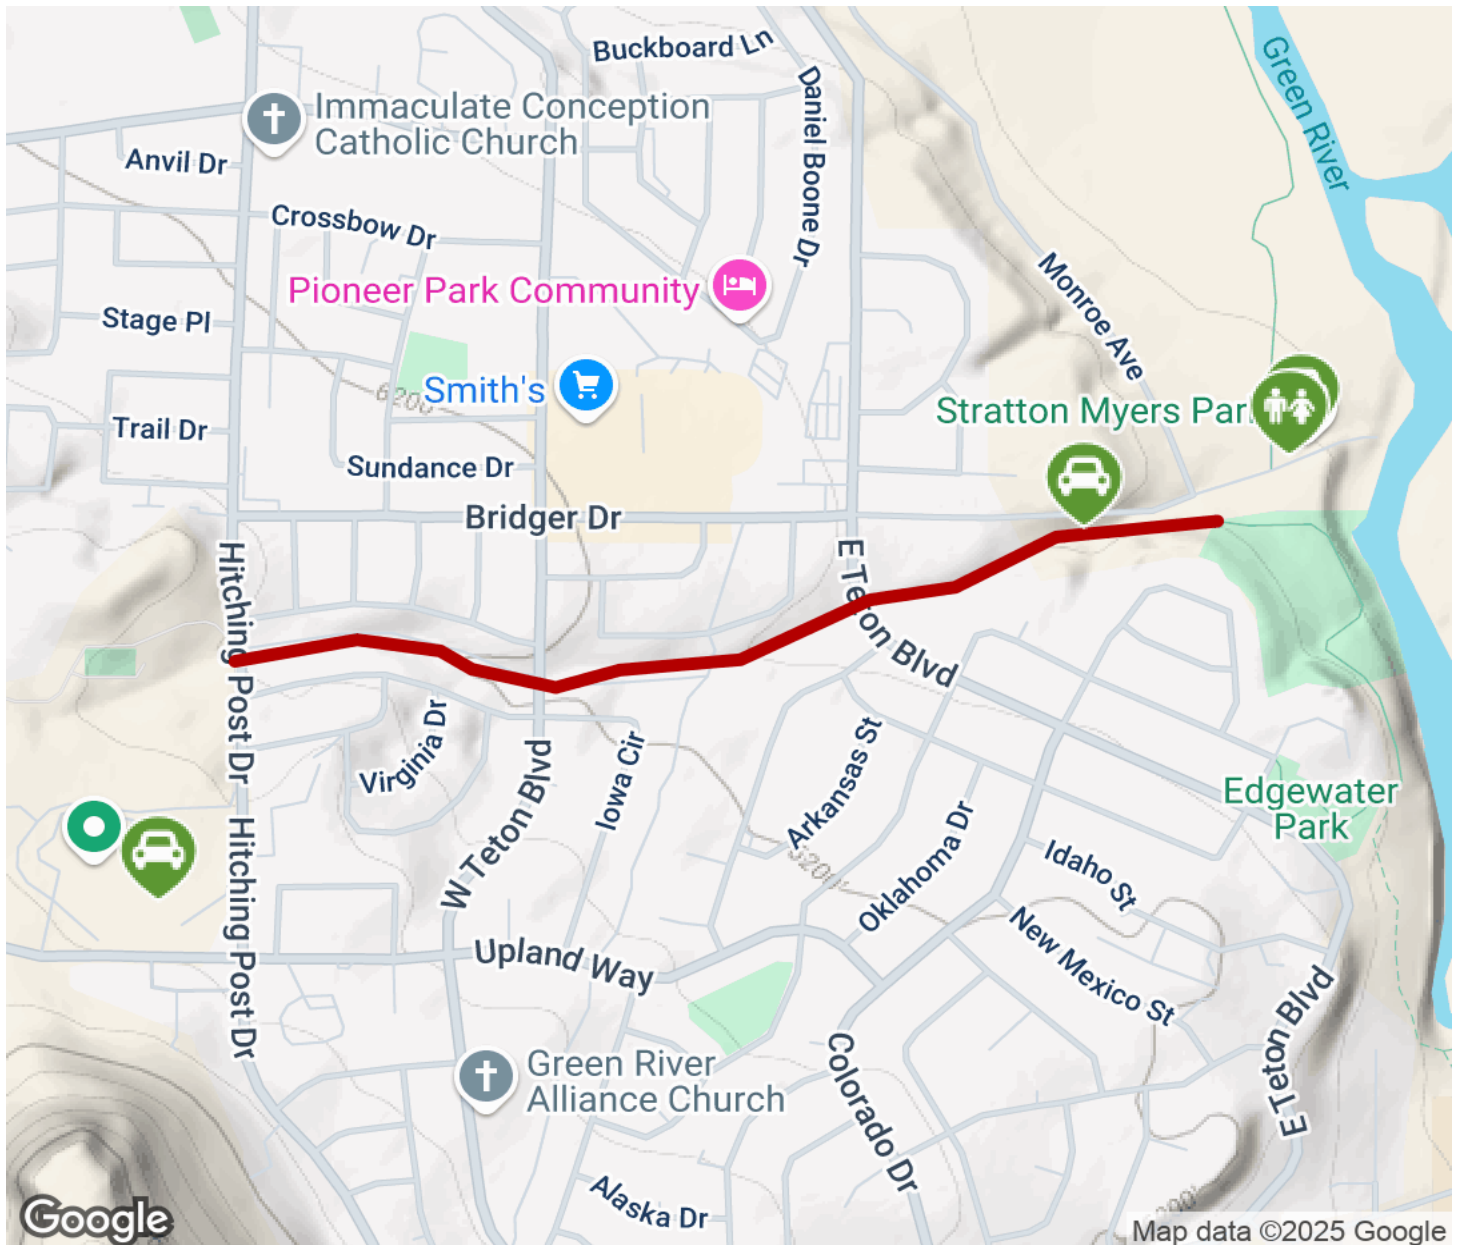 Buckboard Ln
Green River
Immaculate Conception
Catholic Church
Daniel Boone Dr
Anvil Dr
Crossbow Dr
Pioneer Park Community
Monroe Ave
Stage Pl
6200'
Smith's
Stratton Myers Par
Trail Dr
Sundance Dr
Bridger Dr
Hitching Post Dr
E Teton Blvd
Virginia Dr
W Teton Blvd
Iowa Cir
Arkansas St
Edgewater
Park
Hitching Post Dr
Oklahoma Dr
Idaho St
New Mexico St
Upland Way
E Teton Blvd
Green River
Alliance Church
Colorado Dr
Alaska Dr
Google
Map data ©2025 Google